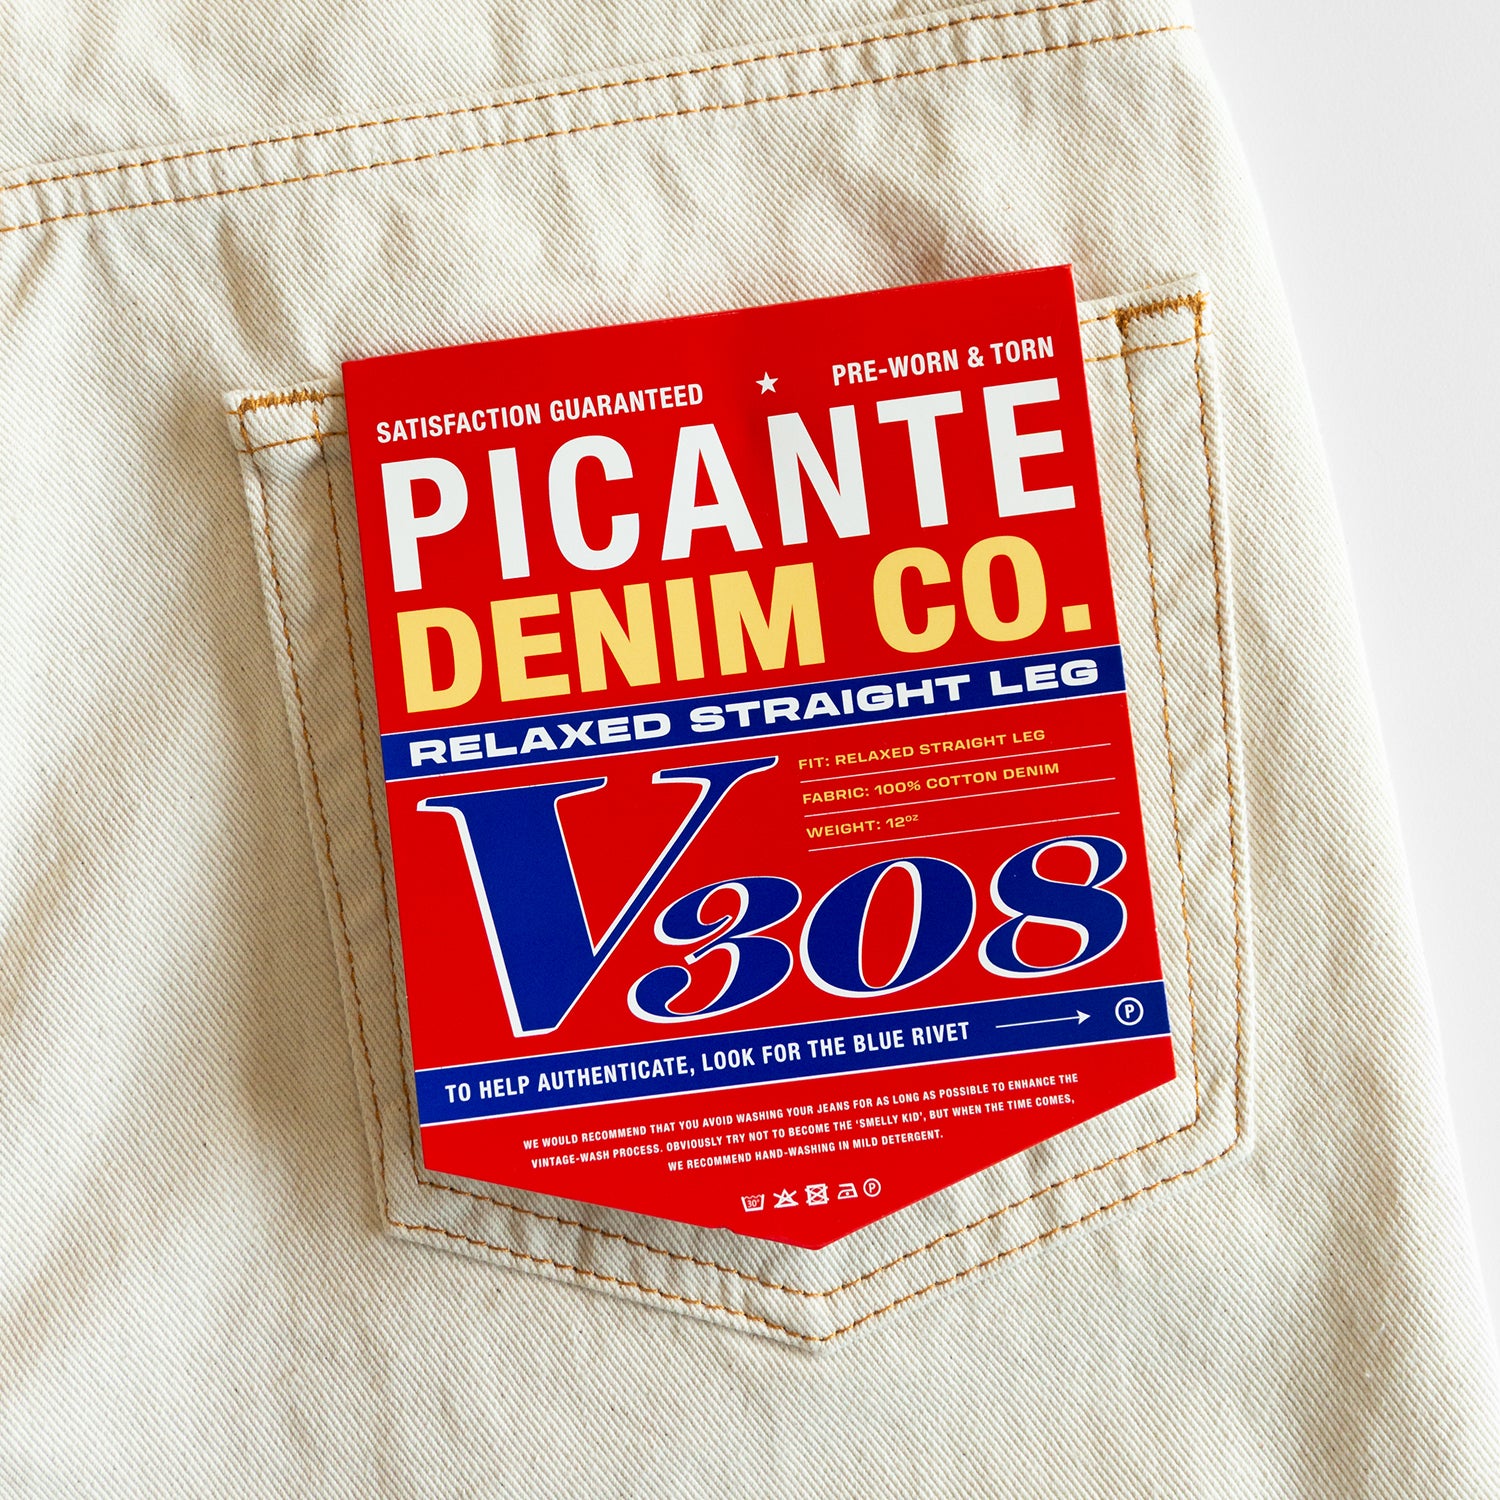 SATISFACTION GUARANTEED ★ PRE-WORN & TORN
PICANTE
DENIM CO.
RELAXED STRAIGHT LEG
FIT: RELAXED STRAIGHT LEG
FABRIC: 100% COTTON DENIM
WEIGHT: 12oz
V308
TO HELP AUTHENTICATE, LOOK FOR THE BLUE RIVET → Ⓟ
WE WOULD RECOMMEND THAT YOU AVOID WASHING YOUR JEANS FOR AS LONG AS POSSIBLE TO ENHANCE THE
VINTAGE-WASH PROCESS. OBVIOUSLY TRY NOT TO BECOME THE ‘SMELLY KID’, BUT WHEN THE TIME COMES,
WE RECOMMEND HAND-WASHING IN MILD DETERGENT.
30° Ⓟ